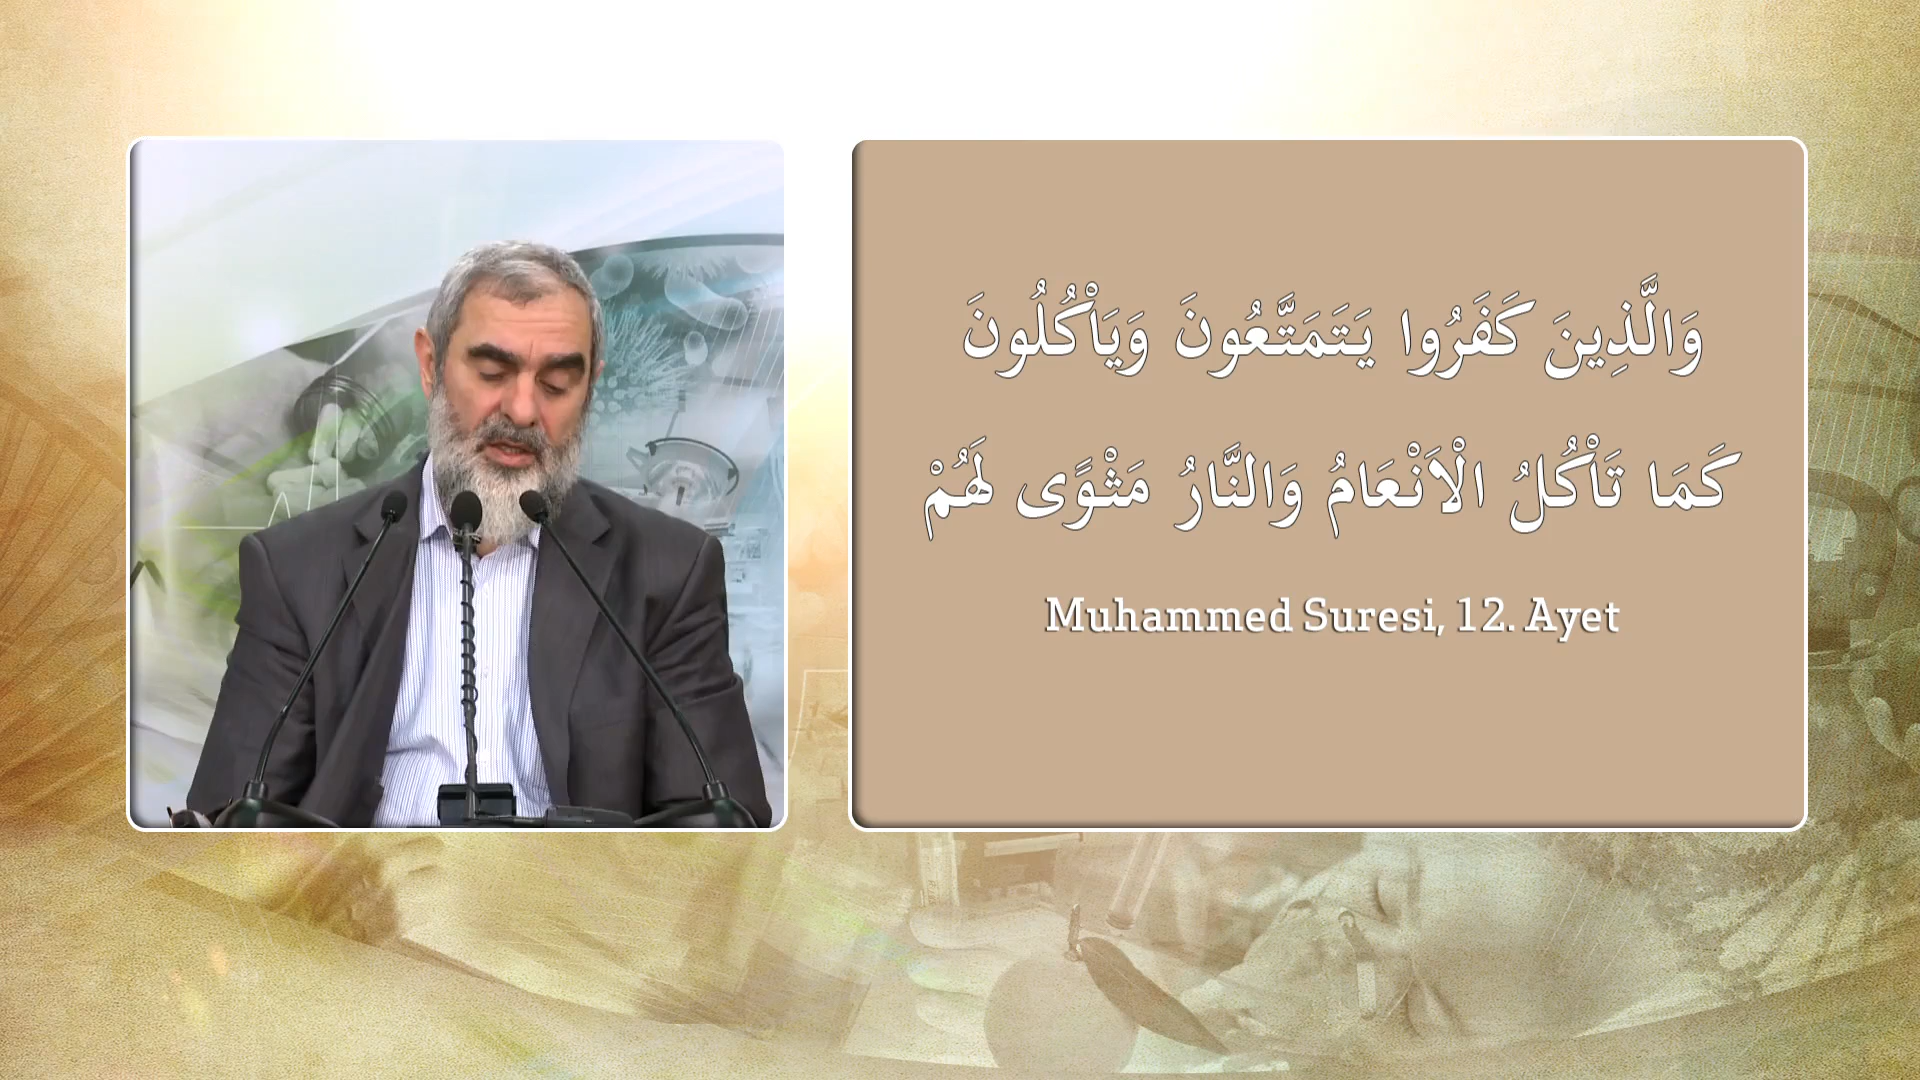 وَالَّذِينَ كَفَرُوا يَتَمَتَّعُونَ وَيَاْكُلُونَ
كَمَا تَاْكُلُ الْاَنْعَامُ وَالنَّارُ مَثْوًى لَهُمْ
Muhammed Suresi, 12. Ayet